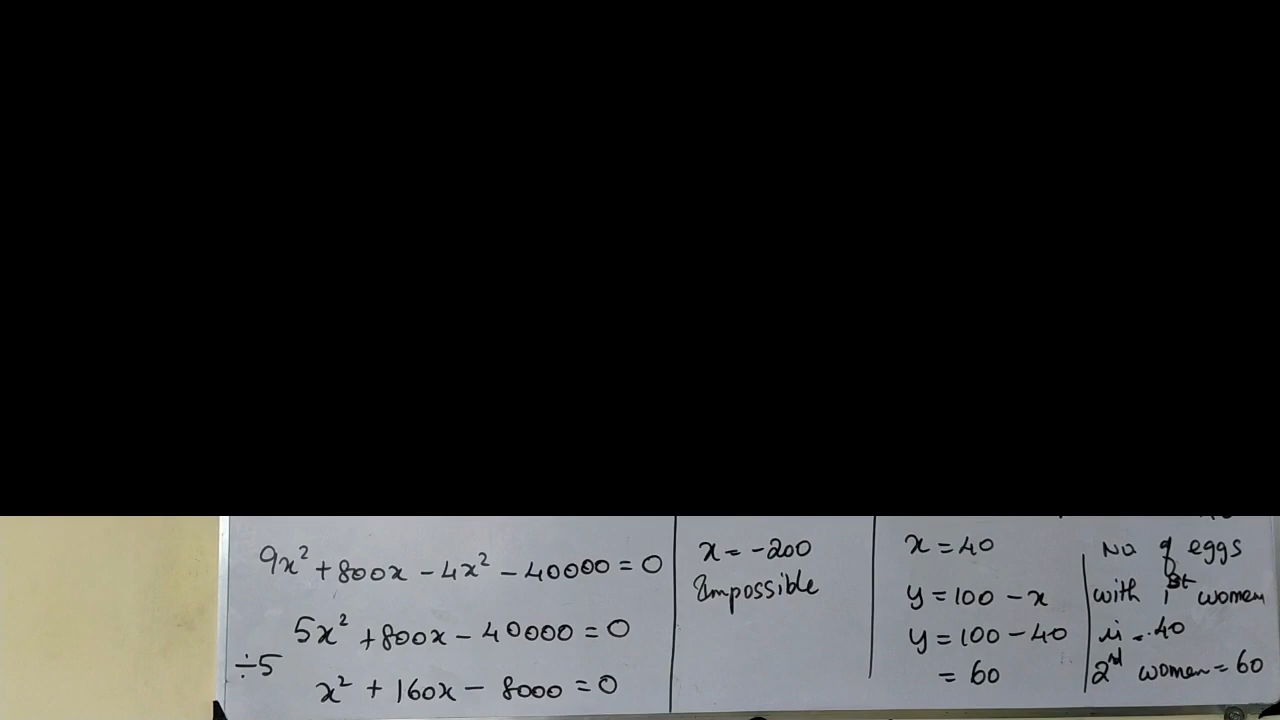 9x² + 800x - 4x² - 40000 = 0
5x² + 800x - 40000 = 0
÷5
x² + 160x - 8000 = 0
x = -200
Impossible
x = 40
y = 100 - x
y = 100 - 40
= 60
No of eggs
with 1st women
is = 40
2nd women = 60